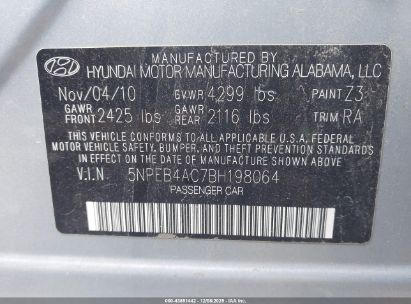 HYUNDAI MOTOR MANUFACTURING ALABAMA, LLC
Nov/04/10 GVWR 4299 lbs PAINT Z3
GAWR FRONT 2425 lbs GAWR REAR 2116 lbs TRIM RA
THIS VEHICLE CONFORMS TO ALL APPLICABLE U.S.A. FEDERAL
MOTOR VEHICLE SAFETY, BUMPER, AND THEFT PREVENTION
STANDARDS IN EFFECT ON THE DATE OF MANUFACTURE SHOWN ABOVE.
V.I.N 5NPEB4AC7BH198064
PASSENGER CAR